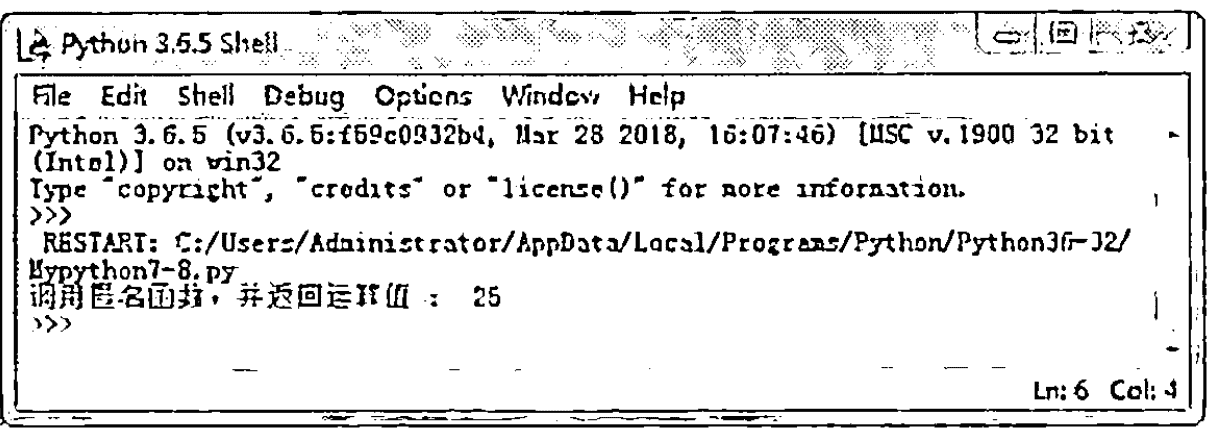 Python 3.6.5 Shell
File Edit Shell Debug Options Window Help
Python 3.6.5 (v3.6.5:f59c0932b4, Mar 28 2018, 16:07:46) [MSC v.1900 32 bit
(Intel)] on win32
Type "copyright", "credits" or "license()" for more information.
>>>
RESTART: C:/Users/Administrator/AppData/Local/Programs/Python/Python36-32/
Mypython7-8.py
调用匿名函数，并返回运算值 : 25
>>>
Ln: 6 Col: 4